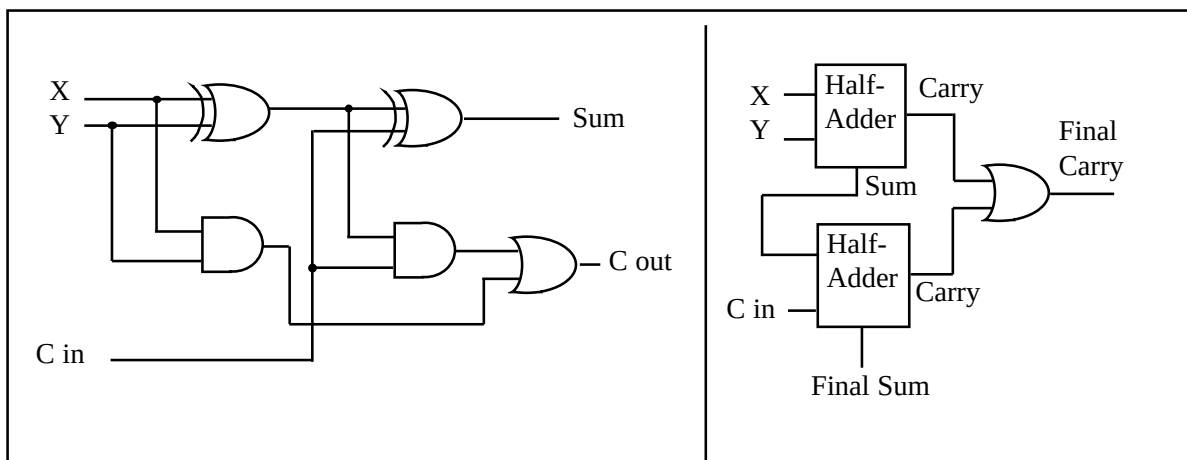 X
Y
Sum
C out
C in
X
Y
Half-
Adder
Carry
Sum
Final
Carry
Half-
Adder
Carry
C in
Final Sum